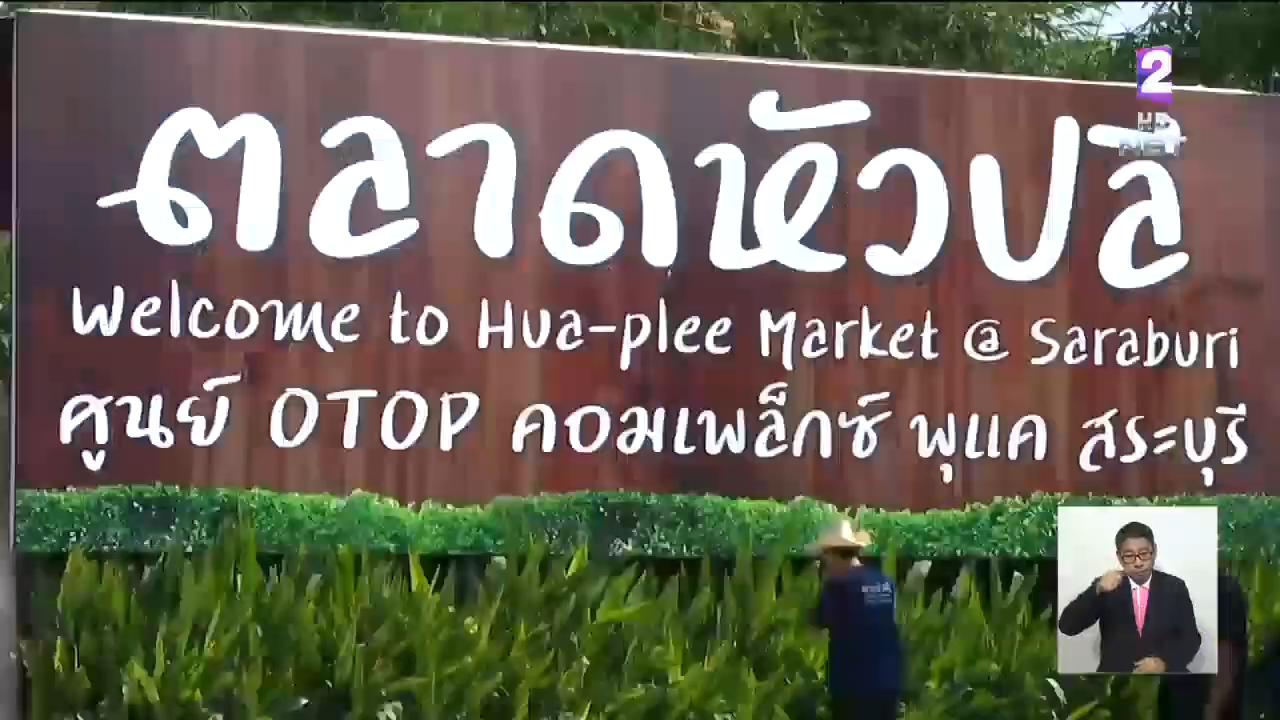 2
HD
ตลาดหัวปลี
Welcome to Hua-plee Market @ Saraburi
ศูนย์ OTOP คอมเพล็กซ์ พุแค สระบุรี